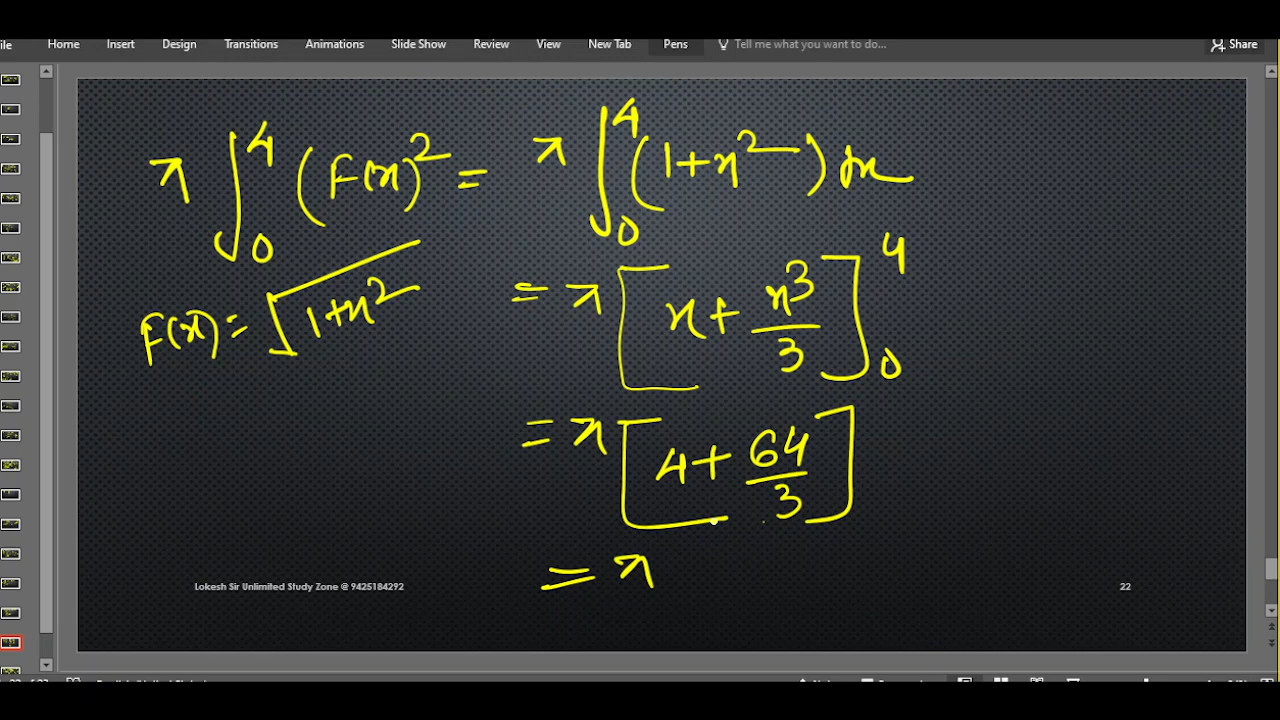 File Home Insert Design Transitions Animations Slide Show Review View New Tab Pens Tell me what you want to do... Share
π ∫₀⁴ (F(x)² = π ∫₀⁴ (1+x²) dx
F(x) = √1+x²
= π [x + x³/3]₀⁴
= π [4 + 64/3]
= π
Lokesh Sir Unlimited Study Zone @ 9425184292
22